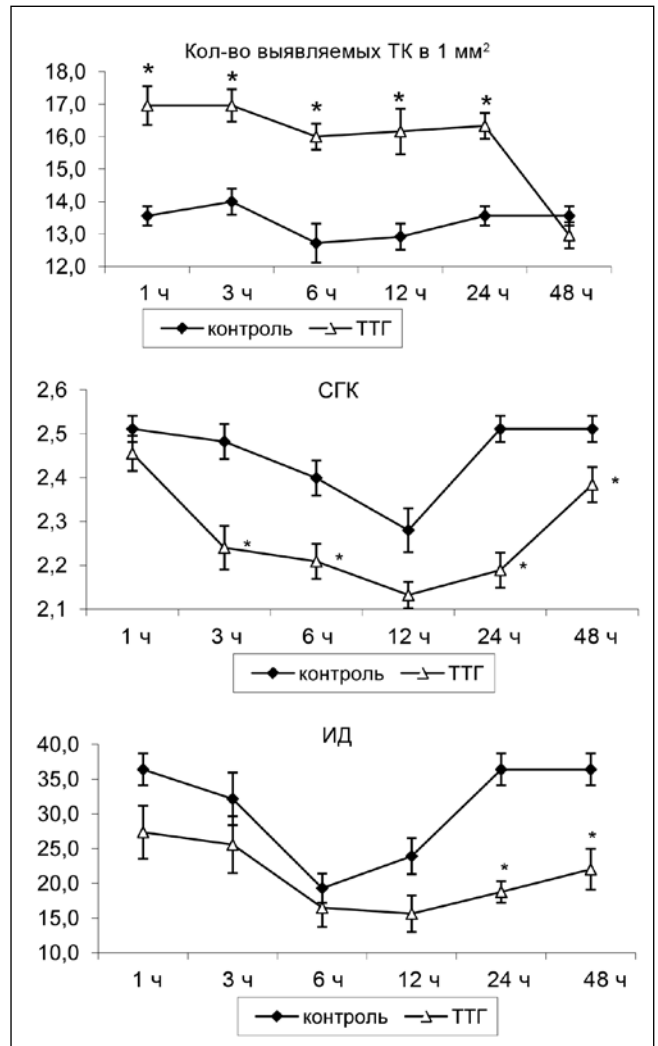 Кол-во выявляемых ТК в 1 мм²
18,0
17,0
16,0
15,0
14,0
13,0
12,0
* * * * *
1 ч 3 ч 6 ч 12 ч 24 ч 48 ч
контроль ТТГ
СГК
2,6
2,5
2,4
2,3
2,2
2,1
* * * *
1 ч 3 ч 6 ч 12 ч 24 ч 48 ч
контроль ТТГ
ИД
40,0
35,0
30,0
25,0
20,0
15,0
10,0
* *
1 ч 3 ч 6 ч 12 ч 24 ч 48 ч
контроль ТТГ